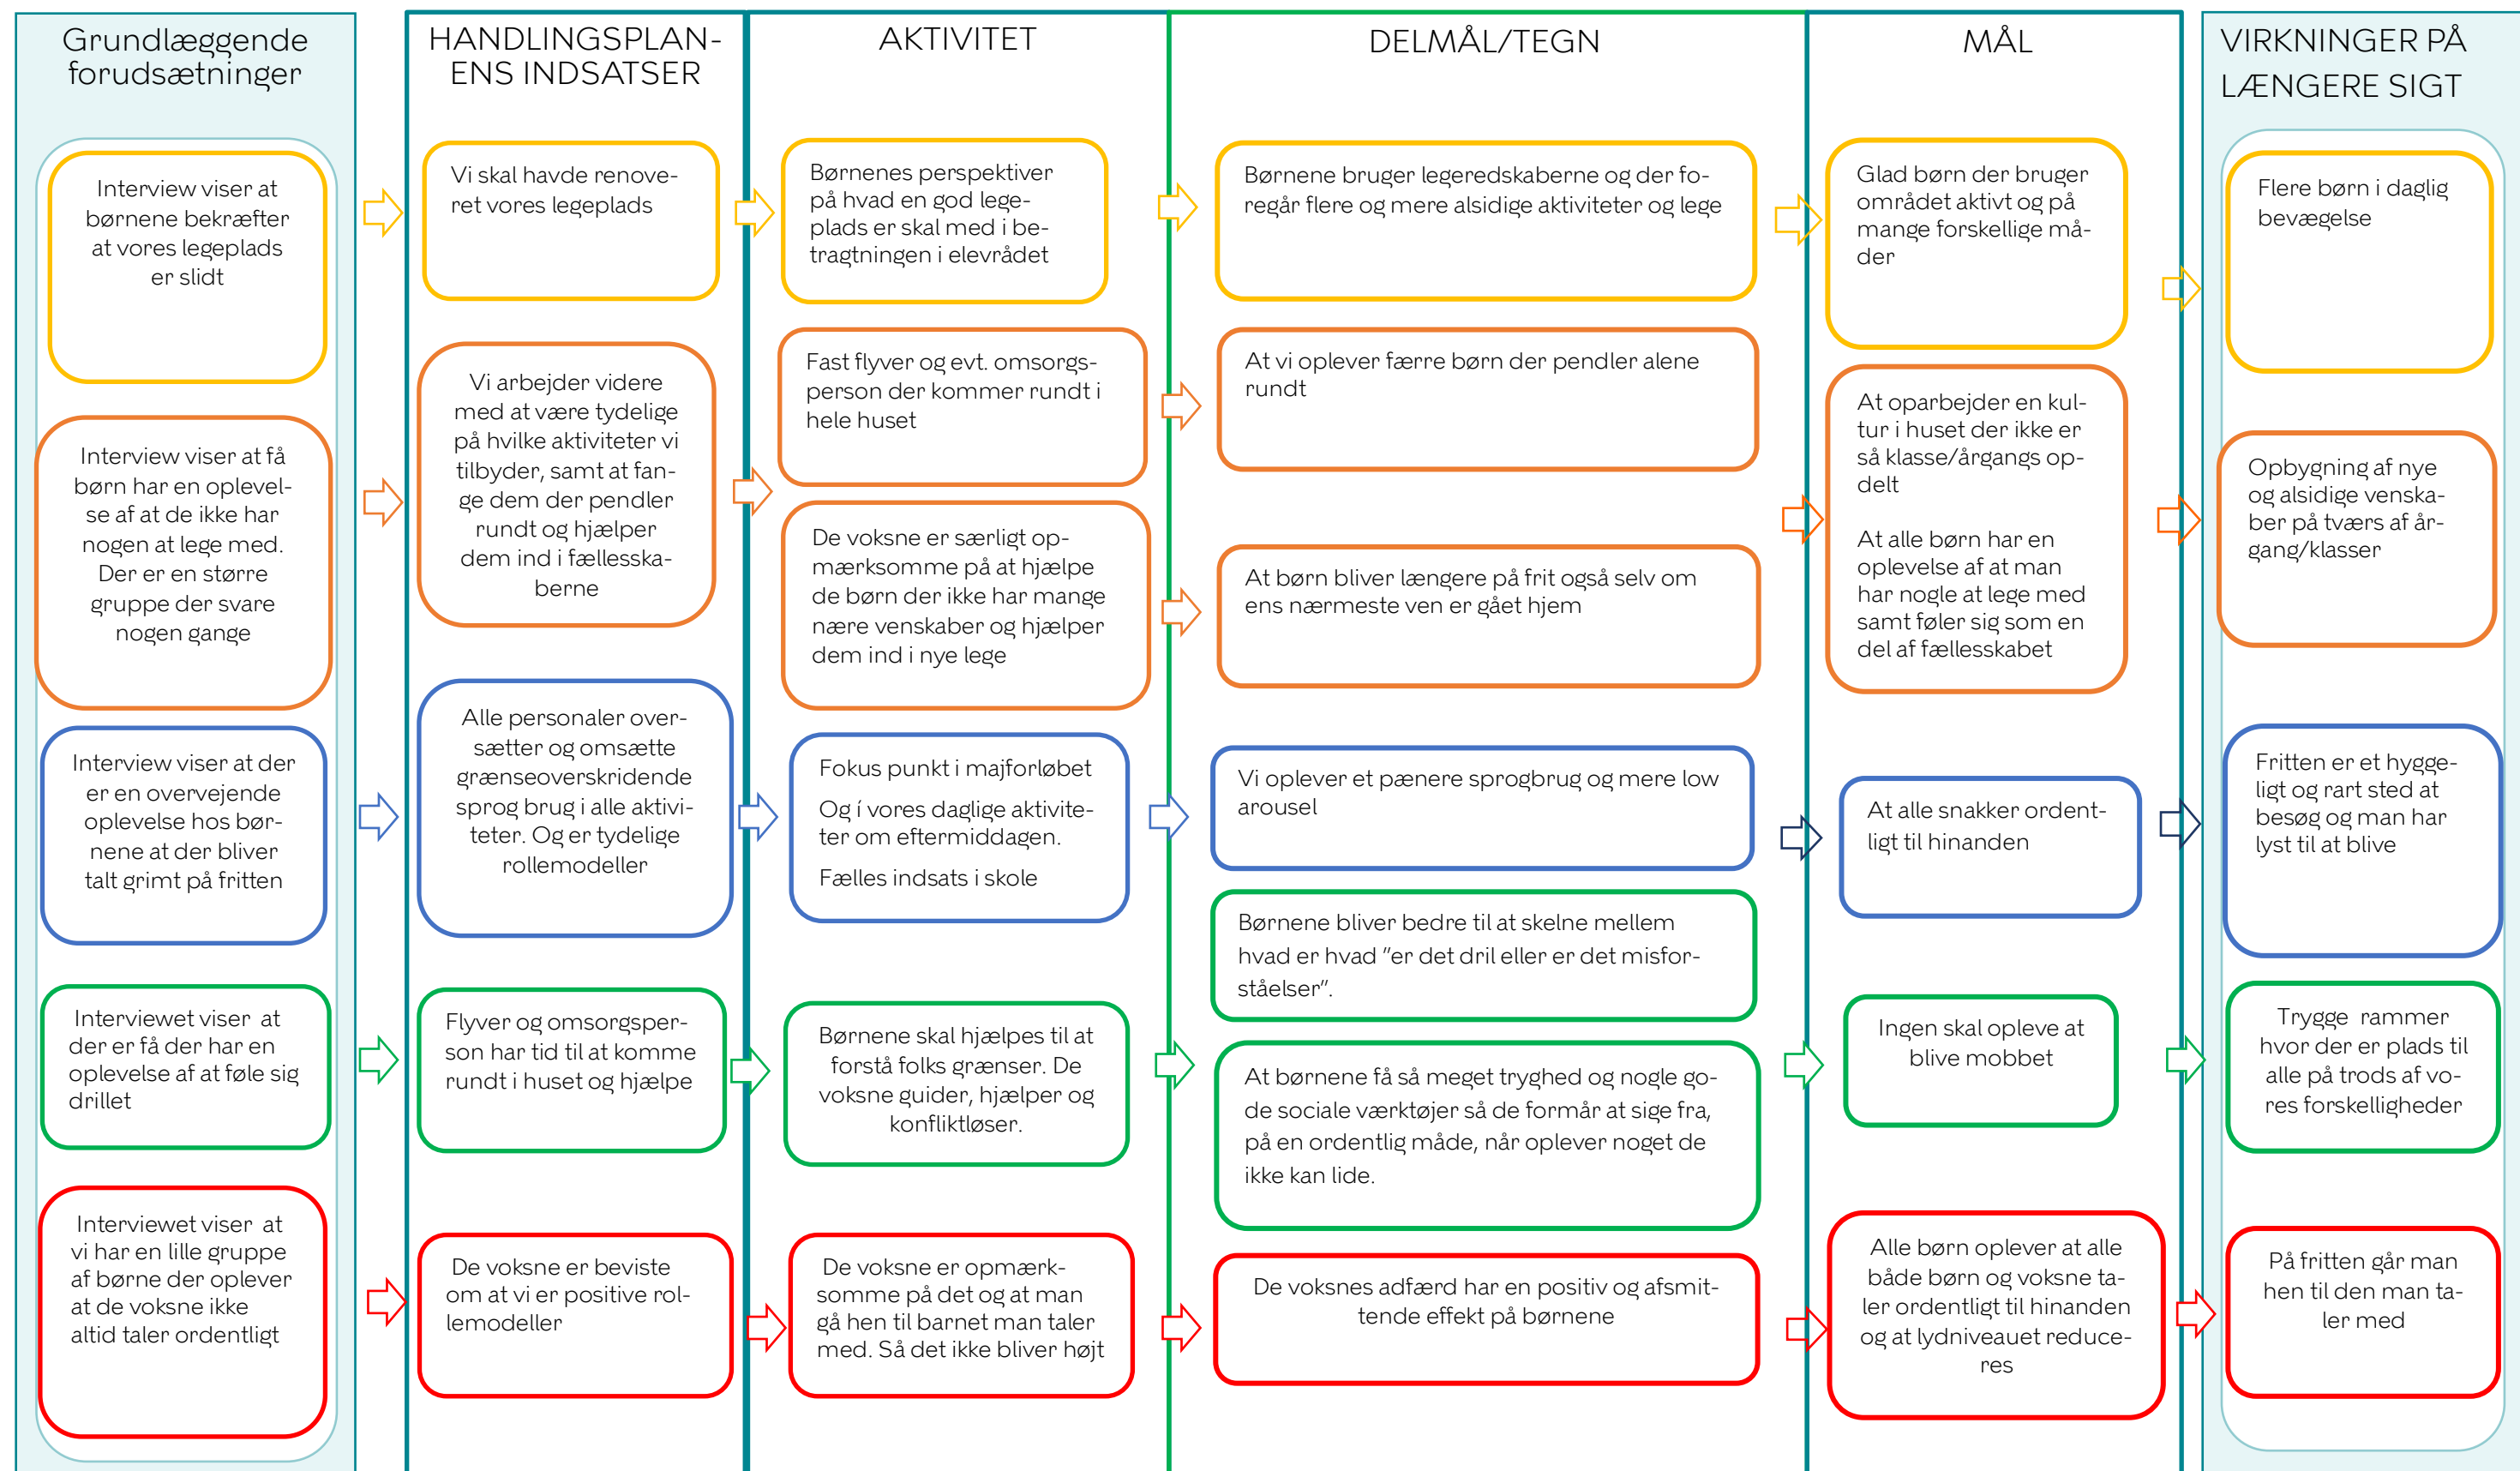 Grundlæggende
forudsætninger
Interview viser at
børnene bekræfter
at vores legeplads
er slidt
Interview viser at få
børn har en oplevel-
se af at de ikke har
nogen at lege med.
Der er en større
gruppe der svare
nogen gange
Interview viser at der
er en overvejende
oplevelse hos bør-
nene at der bliver
talt grimt på fritten
Interviewet viser at
der er få der har en
oplevelse af at føle sig
drillet
Interviewet viser at
vi har en lille gruppe
af børne der oplever
at de voksne ikke
altid taler ordentligt
HANDLINGSPLAN-
ENS INDSATSER
Vi skal havde renove-
ret vores legeplads
Vi arbejder videre
med at være tydelige
på hvilke aktiviteter vi
tilbyder, samt at fan-
ge dem der pendler
rundt og hjælper
dem ind i fællesska-
berne
Alle personaler over-
sætter og omsætte
grænseoverskridende
sprog brug i alle aktivi-
teter. Og er tydelige
rollemodeller
Flyver og omsorgsper-
son har tid til at komme
rundt i huset og hjælpe
De voksne er beviste
om at vi er positive rol-
lemodeller
AKTIVITET
Børnenes perspektiver
på hvad en god lege-
plads er skal med i be-
tragtningen i elevrådet
Fast flyver og evt. omsorgs-
person der kommer rundt i
hele huset
De voksne er særligt op-
mærksomme på at hjælpe
de børn der ikke har mange
nære venskaber og hjælper
dem ind i nye lege
Fokus punkt i majforløbet
Og í vores daglige aktivite-
ter om eftermiddagen.
Fælles indsats i skole
Børnene skal hjælpes til at
forstå folks grænser. De
voksne guider, hjælper og
konfliktløser.
De voksne er opmærk-
somme på det og at man
gå hen til barnet man taler
med. Så det ikke bliver højt
DELMÅL/TEGN
Børnene bruger legeredskaberne og der fo-
regår flere og mere alsidige aktiviteter og lege
At vi oplever færre børn der pendler alene
rundt
At børn bliver længere på frit også selv om
ens nærmeste ven er gået hjem
Vi oplever et pænere sprogbrug og mere low
arousel
Børnene bliver bedre til at skelne mellem
hvad er hvad ”er det dril eller er det misfor-
ståelser”.
At børnene få så meget tryghed og nogle go-
de sociale værktøjer så de formår at sige fra,
på en ordentlig måde, når oplever noget de
ikke kan lide.
De voksnes adfærd har en positiv og afsmit-
tende effekt på børnene
MÅL
Glad børn der bruger
området aktivt og på
mange forskellige må-
der
At oparbejder en kul-
tur i huset der ikke er
så klasse/årgangs op-
delt
At alle børn har en
oplevelse af at man
har nogle at lege med
samt føler sig som en
del af fællesskabet
At alle snakker ordent-
ligt til hinanden
Ingen skal opleve at
blive mobbet
Alle børn oplever at alle
både børn og voksne ta-
ler ordentligt til hinanden
og at lydniveauet reduce-
res
VIRKNINGER PÅ
LÆNGERE SIGT
Flere børn i daglig
bevægelse
Opbygning af nye
og alsidige venska-
ber på tværs af år-
gang/klasser
Fritten er et hygge-
ligt og rart sted at
besøg og man har
lyst til at blive
Trygge rammer
hvor der er plads til
alle på trods af vo-
res forskelligheder
På fritten går man
hen til den man ta-
ler med